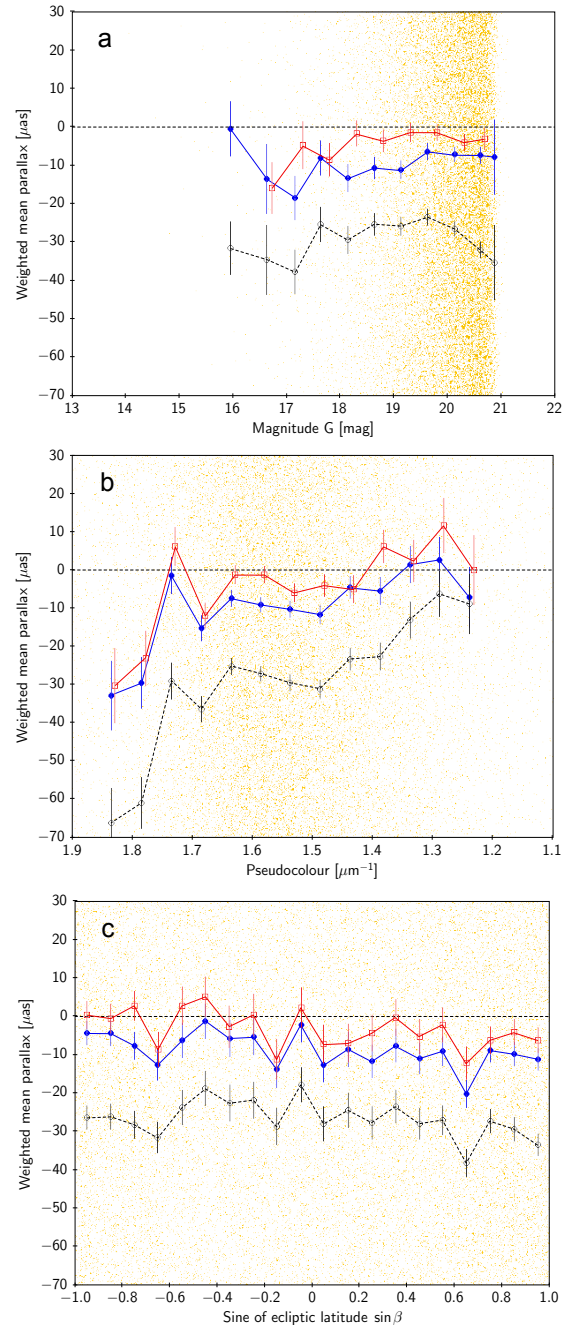 a
30
20
10
0
−10
−20
−30
−40
−50
−60
−70
Weighted mean parallax [μas]
13 14 15 16 17 18 19 20 21 22
Magnitude G [mag]
b
30
20
10
0
−10
−20
−30
−40
−50
−60
−70
Weighted mean parallax [μas]
1.9 1.8 1.7 1.6 1.5 1.4 1.3 1.2 1.1
Pseudocolour [μm⁻¹]
c
30
20
10
0
−10
−20
−30
−40
−50
−60
−70
Weighted mean parallax [μas]
−1.0 −0.8 −0.6 −0.4 −0.2 0 0.2 0.4 0.6 0.8 1.0
Sine of ecliptic latitude sin β